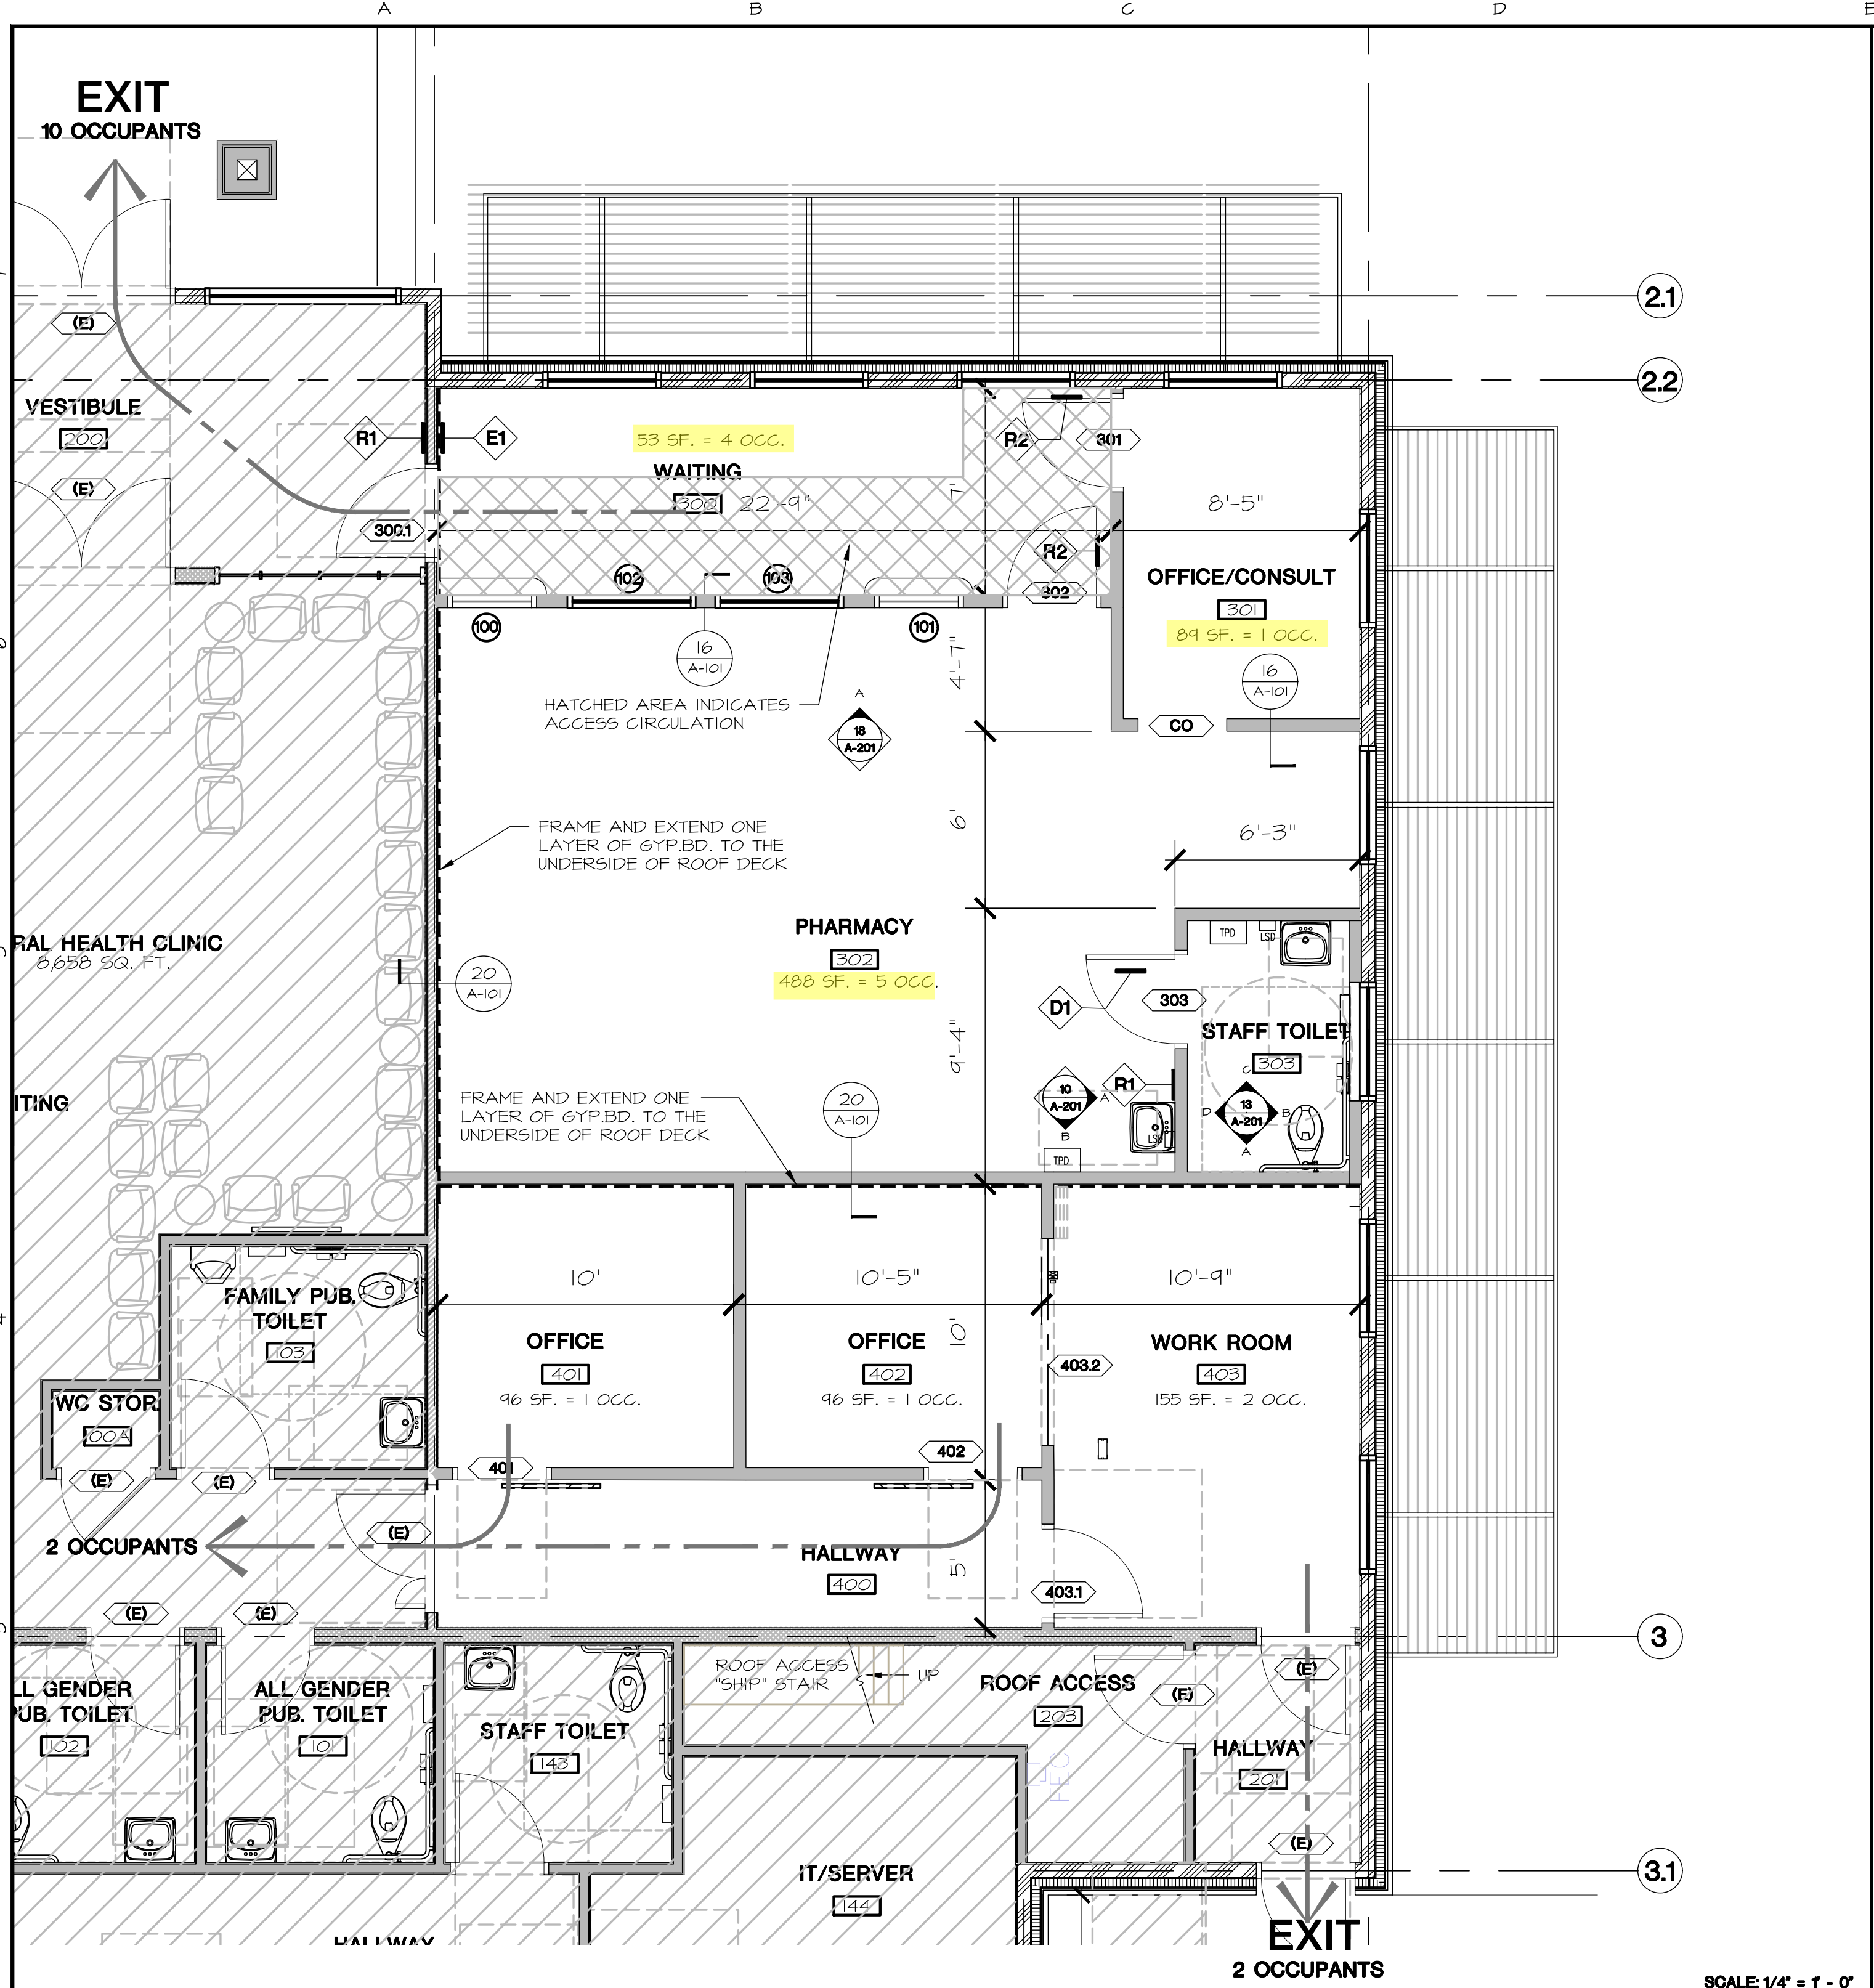 A
B
C
D
E
EXIT
10 OCCUPANTS
2.1
(E)
2.2
VESTIBULE
200
R1
E1
53 SF. = 4 OCC.
R2
301
WAITING
300
22'-9"
7'
8'-5"
(E)
300.1
R2
OFFICE/CONSULT
102
103
302
301
100
101
89 SF. = 1 OCC.
16
A-101
4'-7"
16
A-101
HATCHED AREA INDICATES
ACCESS CIRCULATION
A
18
A-201
CO
FRAME AND EXTEND ONE
LAYER OF GYP.BD. TO THE
UNDERSIDE OF ROOF DECK
6'
6'-3"
PHARMACY
302
488 SF. = 5 OCC.
TPD
LSD
RAL HEALTH CLINIC
8,658 SQ. FT.
20
A-101
D1
303
STAFF TOILET
303
9'-4"
ITING
FRAME AND EXTEND ONE
LAYER OF GYP.BD. TO THE
UNDERSIDE OF ROOF DECK
20
A-101
10
A-201
A
B
R1
LSD
TPD
C
13
A-201
D
B
A
10'
10'-5"
10'-9"
FAMILY PUB.
TOILET
103
OFFICE
401
96 SF. = 1 OCC.
OFFICE
402
96 SF. = 1 OCC.
10'
403.2
WORK ROOM
403
155 SF. = 2 OCC.
WC STOR.
00A
(E)
(E)
401
402
2 OCCUPANTS
(E)
HALLWAY
400
5'
403.1
(E)
(E)
3
LL GENDER
PUB. TOILET
102
ALL GENDER
PUB. TOILET
101
STAFF TOILET
143
ROOF ACCESS
"SHIP" STAIR
UP
ROOF ACCESS
203
(E)
(E)
HALLWAY
201
FEC
(E)
IT/SERVER
144
3.1
HALLWAY
EXIT
2 OCCUPANTS
SCALE: 1/4" = 1' - 0"